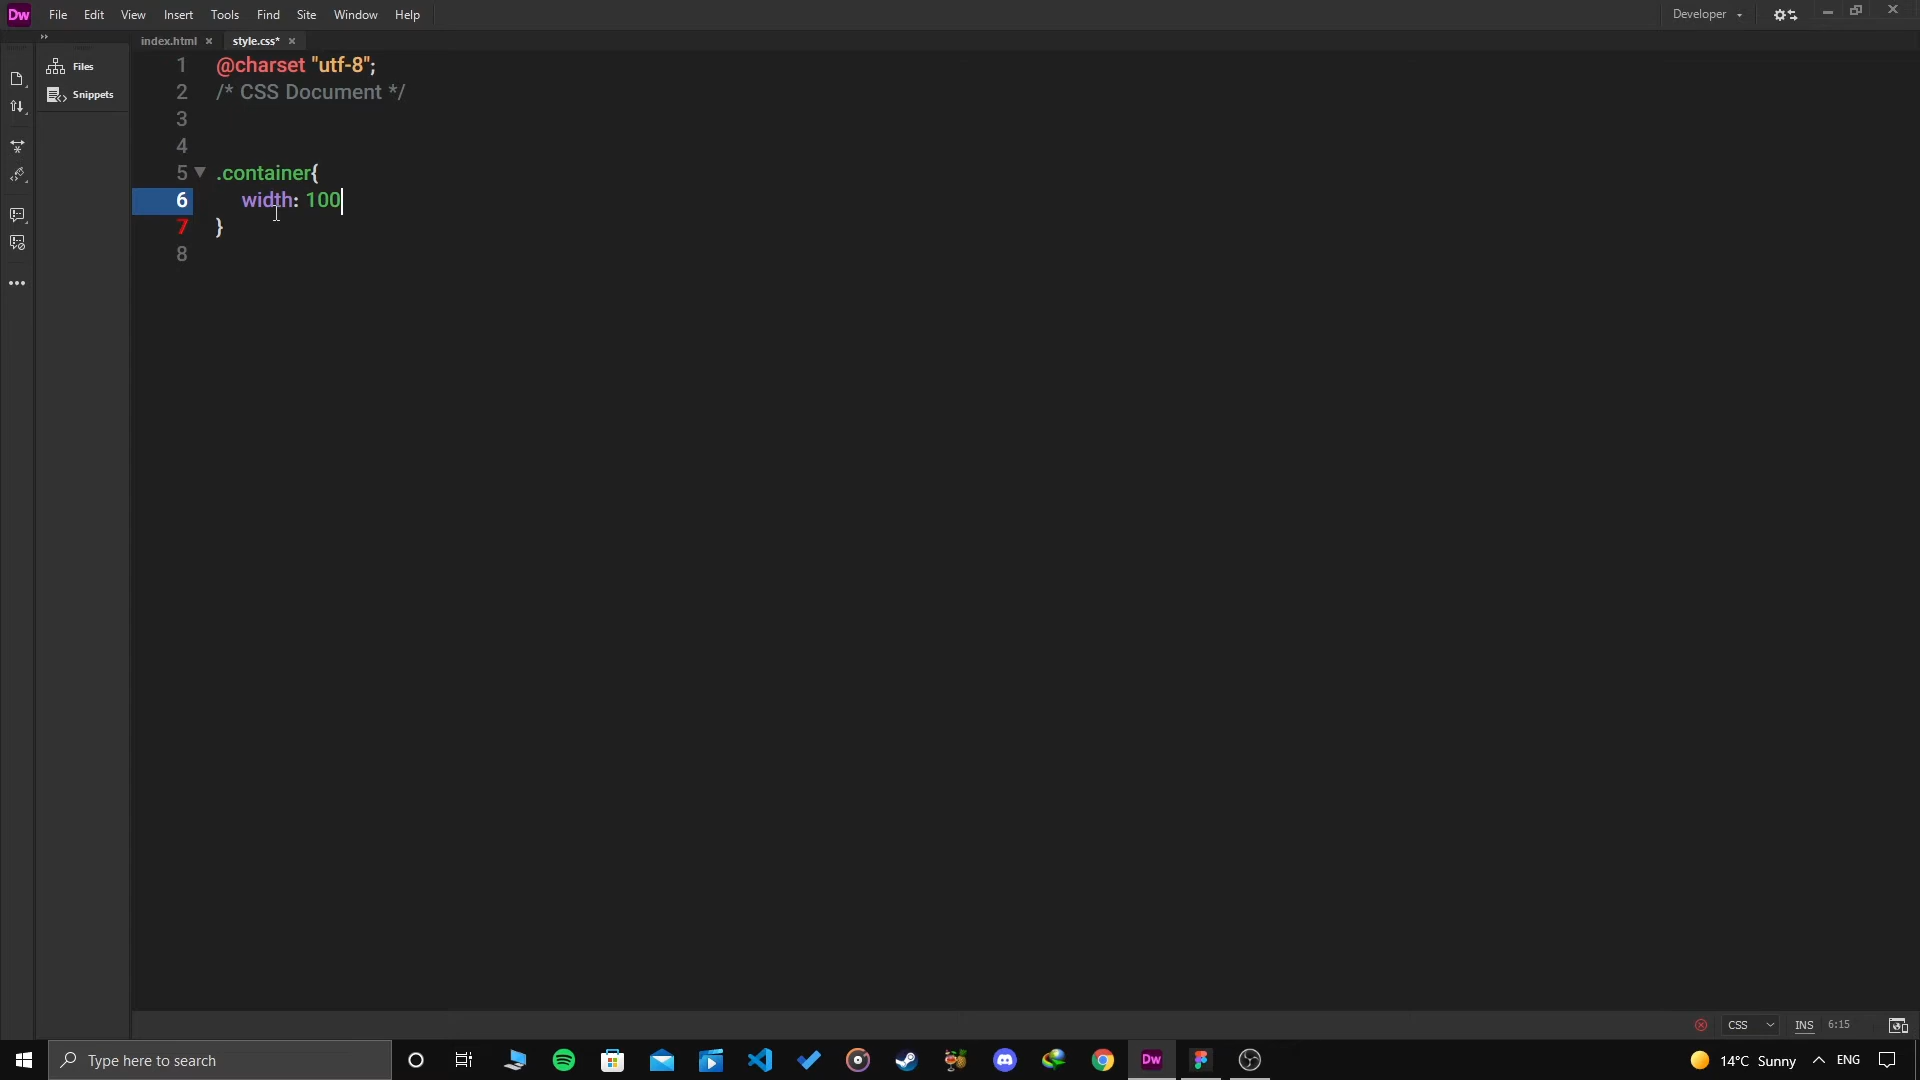 Dw File Edit View Insert Site Tools Find Site Window Help Developer
index.html × style.css* ×
Files
Snippets
1 @charset "utf-8";
2 /* CSS Document */
3
4
5 .container{
6 width: 100
7 }
8
CSS INS 6:15
Type here to search
Dw
14°C Sunny ENG